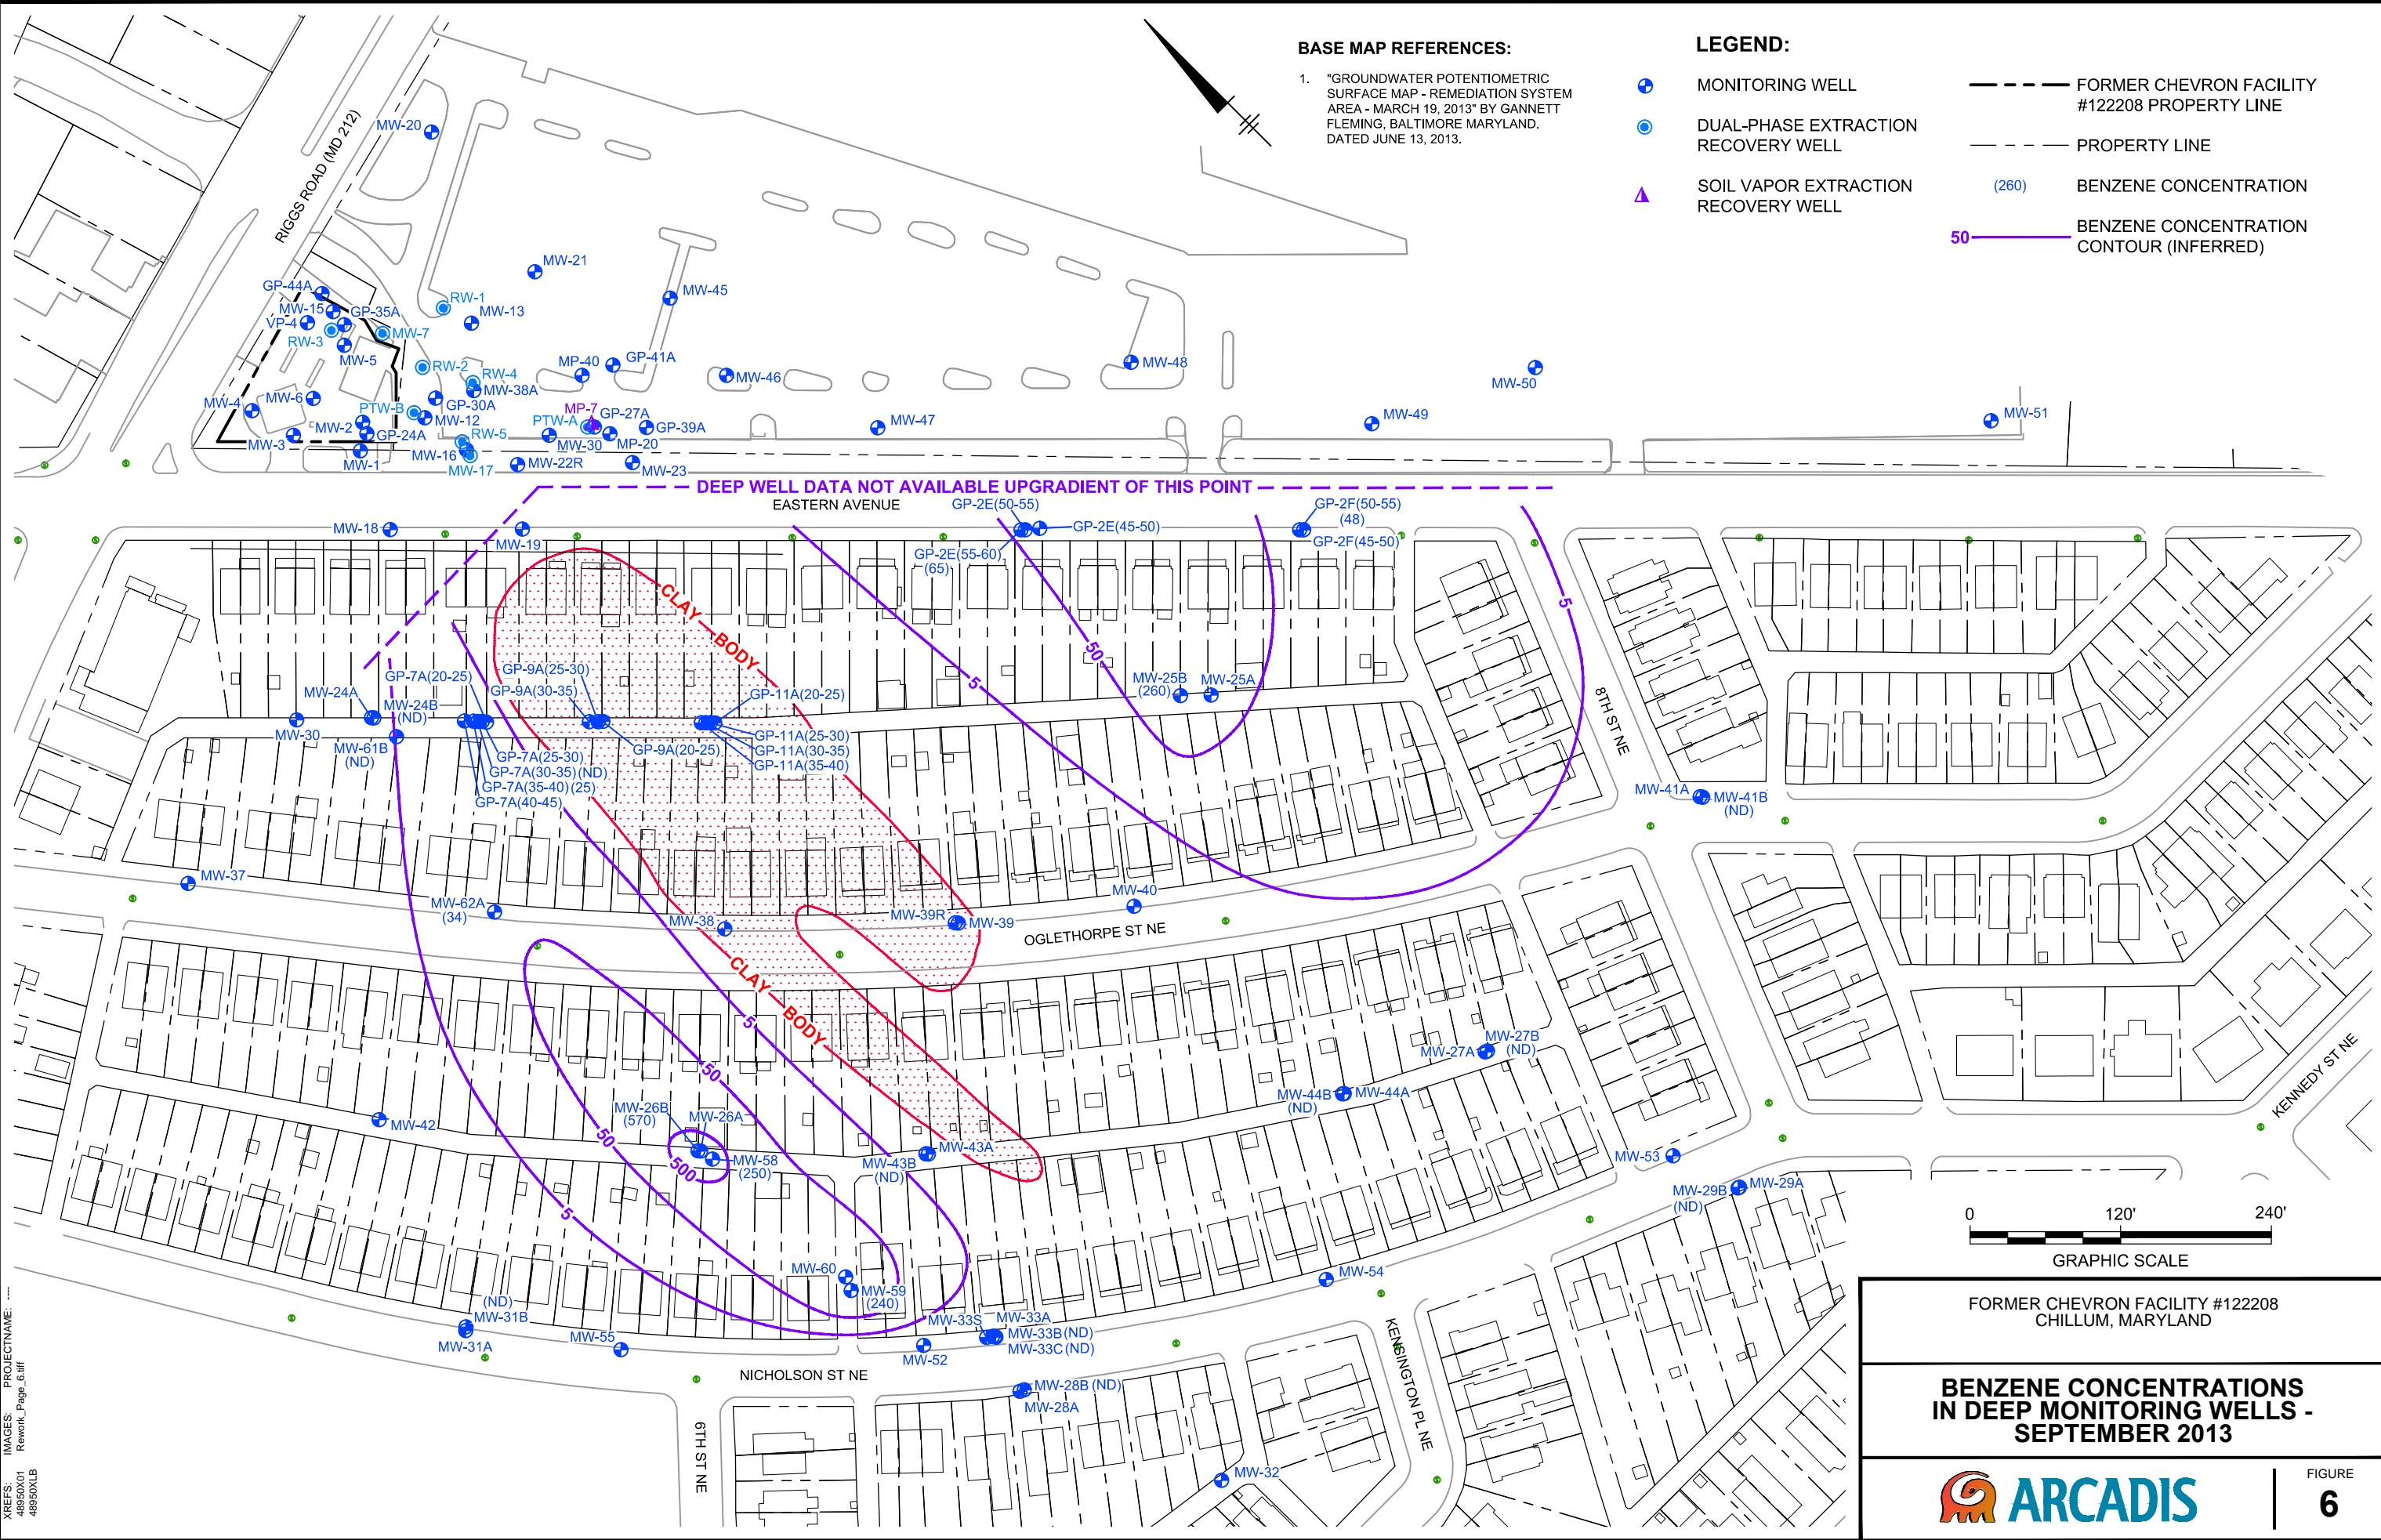 BASE MAP REFERENCES:
1. "GROUNDWATER POTENTIOMETRIC
SURFACE MAP - REMEDIATION SYSTEM
AREA - MARCH 19, 2013" BY GANNETT
FLEMING, BALTIMORE MARYLAND.
DATED JUNE 13, 2013.
LEGEND:
MONITORING WELL
DUAL-PHASE EXTRACTION
RECOVERY WELL
SOIL VAPOR EXTRACTION
RECOVERY WELL
FORMER CHEVRON FACILITY
#122208 PROPERTY LINE
PROPERTY LINE
(260) BENZENE CONCENTRATION
50 BENZENE CONCENTRATION
CONTOUR (INFERRED)
RIGGS ROAD (MD 212)
MW-20
MW-21
MW-45
GP-44A
MW-15
GP-35A
VP-4
RW-3
MW-5
MW-7
RW-1
MW-13
RW-2
RW-4
MW-38A
GP-30A
MW-12
PTW-B
MW-4
MW-6
MW-2
GP-24A
MW-3
MW-1
MW-16
RW-5
MW-17
MP-40
GP-41A
MW-46
MP-7
PTW-A
GP-27A
GP-39A
MW-30
MP-20
MW-22R
MW-23
MW-47
MW-48
MW-49
MW-50
MW-51
DEEP WELL DATA NOT AVAILABLE UPGRADIENT OF THIS POINT
EASTERN AVENUE
MW-18
MW-19
GP-2E(50-55)
GP-2E(45-50)
GP-2E(55-60)
(65)
GP-2F(50-55)
(48)
GP-2F(45-50)
CLAY BODY
5
50
5
8TH ST NE
MW-25B
(260)
MW-25A
MW-24A
MW-24B
(ND)
MW-30
MW-61B
(ND)
GP-7A(20-25)
GP-7A(25-30)
GP-7A(30-35)(ND)
GP-7A(35-40)(25)
GP-7A(40-45)
GP-9A(25-30)
GP-9A(30-35)
GP-9A(20-25)
GP-11A(20-25)
GP-11A(25-30)
GP-11A(30-35)
GP-11A(35-40)
MW-41A
MW-41B
(ND)
MW-37
MW-62A
(34)
MW-38
MW-39R
MW-39
MW-40
OGLETHORPE ST NE
CLAY BODY
5
50
50
5
500
MW-42
MW-26B
(570)
MW-26A
MW-58
(250)
MW-43A
MW-43B
(ND)
MW-44B
(ND)
MW-44A
MW-27A
MW-27B
(ND)
MW-53
MW-29B
(ND)
MW-29A
KENNEDY ST NE
MW-60
MW-59
(240)
MW-54
(ND)
MW-31B
MW-31A
MW-55
MW-33S
MW-33A
MW-33B(ND)
MW-33C(ND)
MW-52
NICHOLSON ST NE
MW-28B(ND)
MW-28A
MW-32
6TH ST NE
KENSINGTON PL NE
0 120' 240'
GRAPHIC SCALE
FORMER CHEVRON FACILITY #122208
CHILLUM, MARYLAND
BENZENE CONCENTRATIONS
IN DEEP MONITORING WELLS -
SEPTEMBER 2013
ARCADIS
FIGURE
6
XREFS: IMAGES: PROJECTNAME: ----
48950X01 Rework_Page_6.tiff
48950XLB